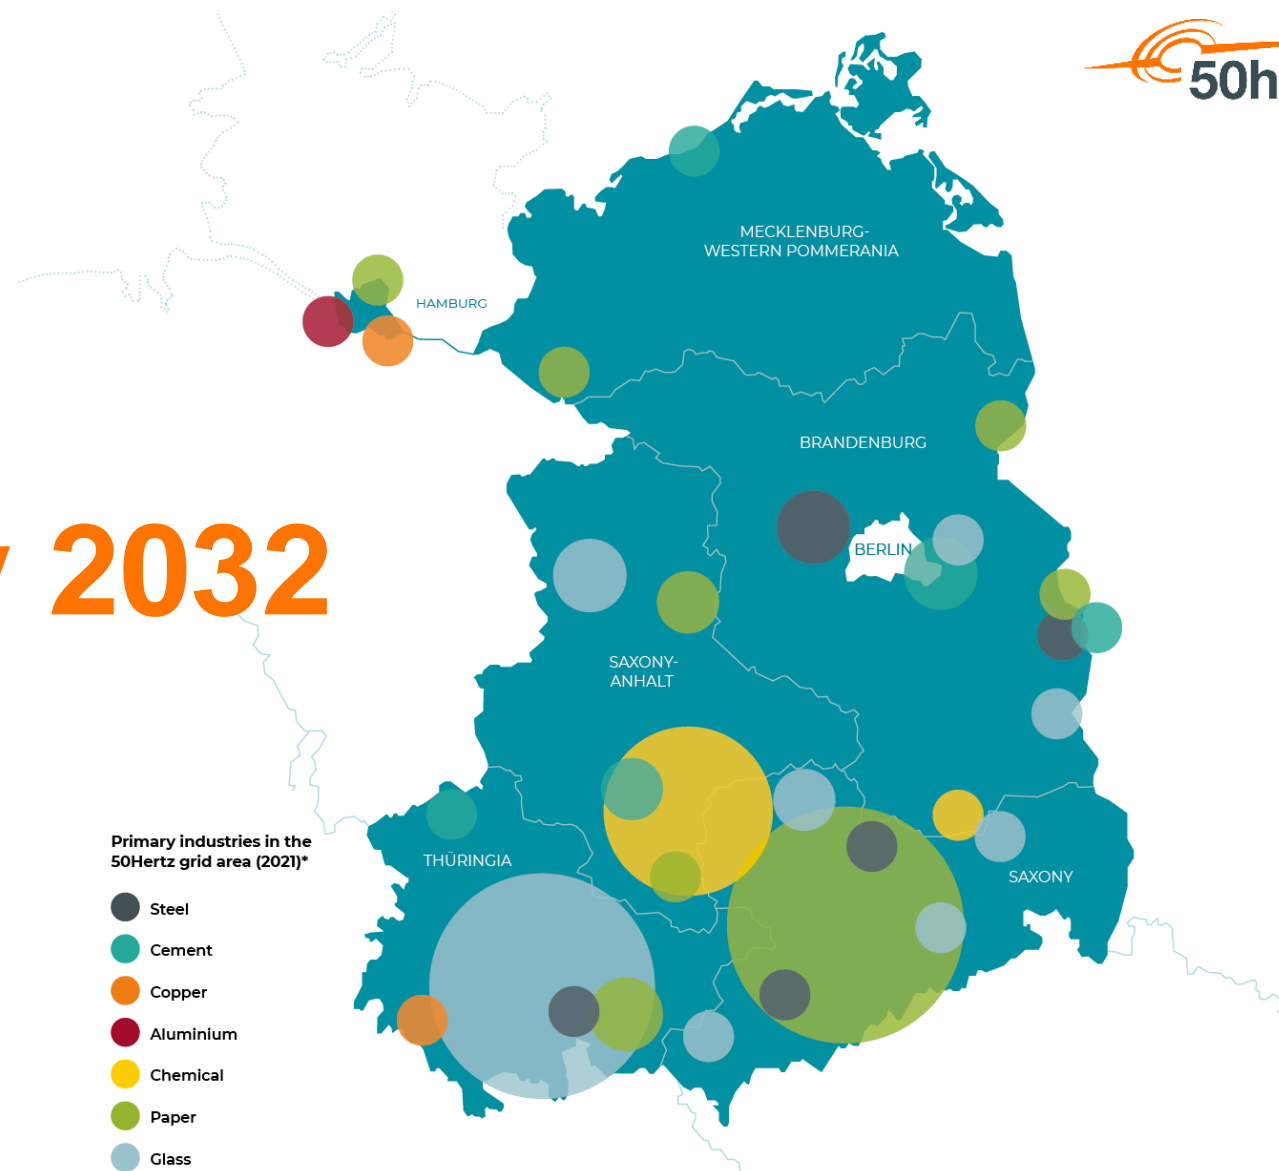 50h
MECKLENBURG-
WESTERN POMMERANIA
HAMBURG
BRANDENBURG
2032
BERLIN
SAXONY-
ANHALT
THÜRINGIA
SAXONY
Primary industries in the
50Hertz grid area (2021)*
Steel
Cement
Copper
Aluminium
Chemical
Paper
Glass